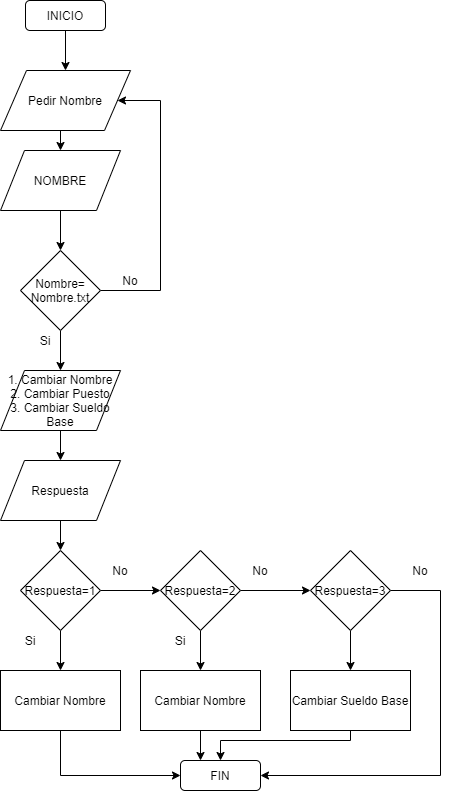 INICIO
Pedir Nombre
NOMBRE
Nombre=
Nombre.txt
No
Si
1. Cambiar Nombre
2. Cambiar Puesto
3. Cambiar Sueldo
Base
Respuesta
Respuesta=1
No
Respuesta=2
No
Respuesta=3
No
Si
Si
Cambiar Nombre
Cambiar Nombre
Cambiar Sueldo Base
FIN